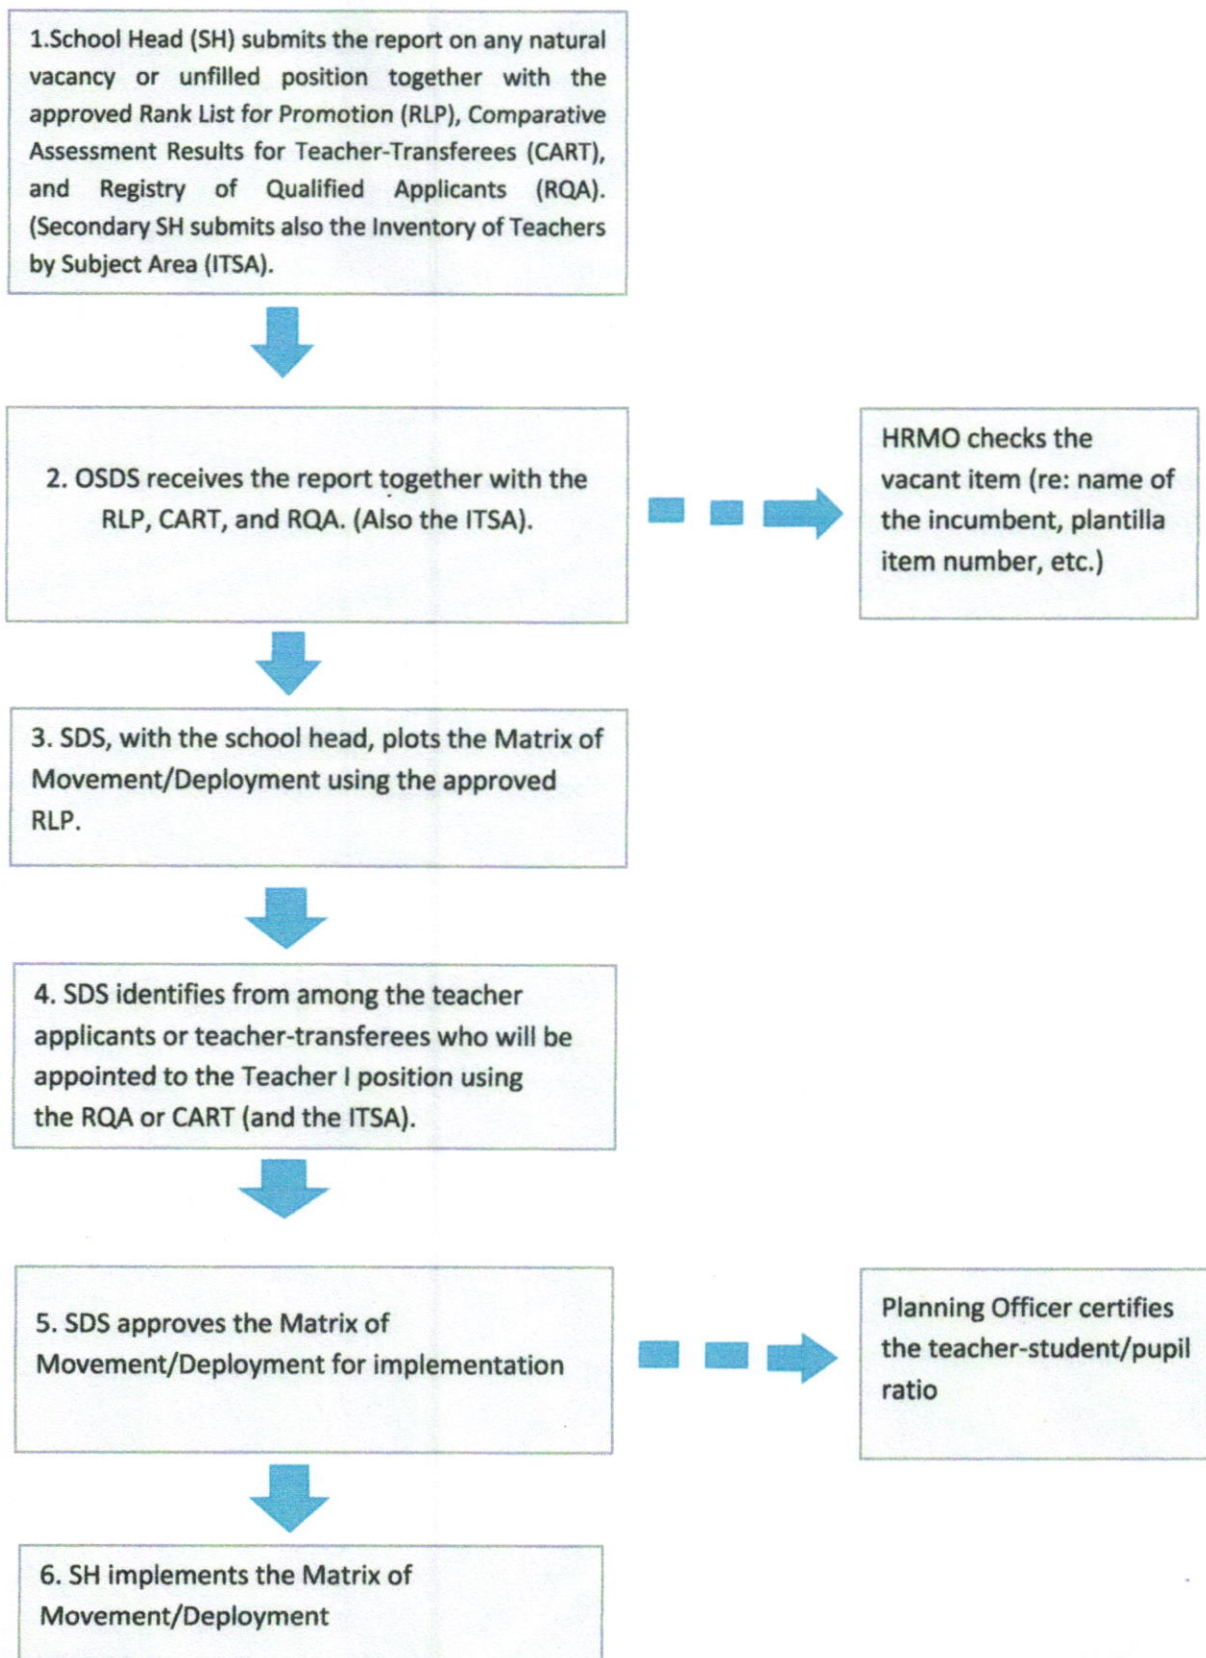 1.School Head (SH) submits the report on any natural
vacancy or unfilled position together with the
approved Rank List for Promotion (RLP), Comparative
Assessment Results for Teacher-Transferees (CART),
and Registry of Qualified Applicants (RQA).
(Secondary SH submits also the Inventory of Teachers
by Subject Area (ITSA).
2. OSDS receives the report together with the
RLP, CART, and RQA. (Also the ITSA).
HRMO checks the
vacant item (re: name of
the incumbent, plantilla
item number, etc.)
3. SDS, with the school head, plots the Matrix of
Movement/Deployment using the approved
RLP.
4. SDS identifies from among the teacher
applicants or teacher-transferees who will be
appointed to the Teacher I position using
the RQA or CART (and the ITSA).
5. SDS approves the Matrix of
Movement/Deployment for implementation
Planning Officer certifies
the teacher-student/pupil
ratio
6. SH implements the Matrix of
Movement/Deployment